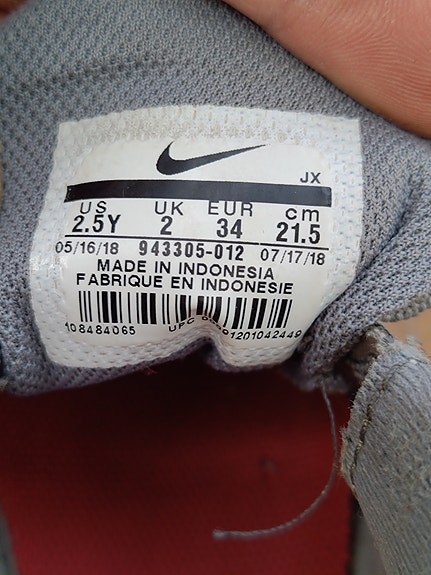 JX
US UK EUR cm
2.5Y 2 34 21.5
05/16/18 943305-012 07/17/18
MADE IN INDONESIA
FABRIQUE EN INDONESIE
108484065 UPC